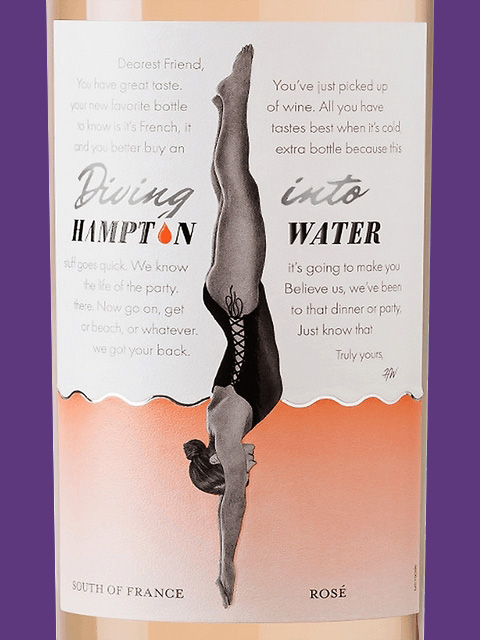 Dearest Friend,
You have great taste. You've just picked up
your new favorite bottle of wine. All you have
to know is it's French, it tastes best when it's cold,
and you better buy an extra bottle because this
Diving into
HAMPTON WATER
stuff goes quick. We know it's going to make you
the life of the party. Believe us, we've been
there. Now go on, get to that dinner or party,
or beach, or whatever. Just know that
we got your back. Truly yours,
HW
SOUTH OF FRANCE ROSÉ